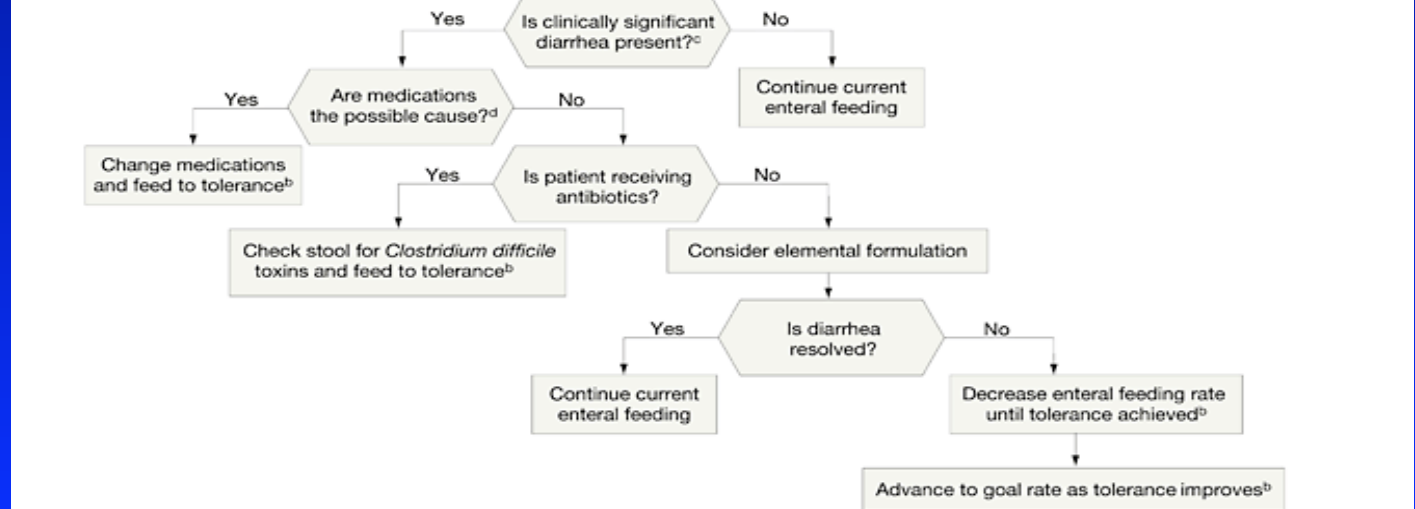 Yes
Is clinically significant
diarrhea present?ᶜ
No
Continue current
enteral feeding
Yes
Are medications
the possible cause?ᵈ
No
Change medications
and feed to toleranceᵇ
Yes
Is patient receiving
antibiotics?
No
Check stool for Clostridium difficile
toxins and feed to toleranceᵇ
Consider elemental formulation
Yes
Is diarrhea
resolved?
No
Continue current
enteral feeding
Decrease enteral feeding rate
until tolerance achievedᵇ
Advance to goal rate as tolerance improvesᵇ